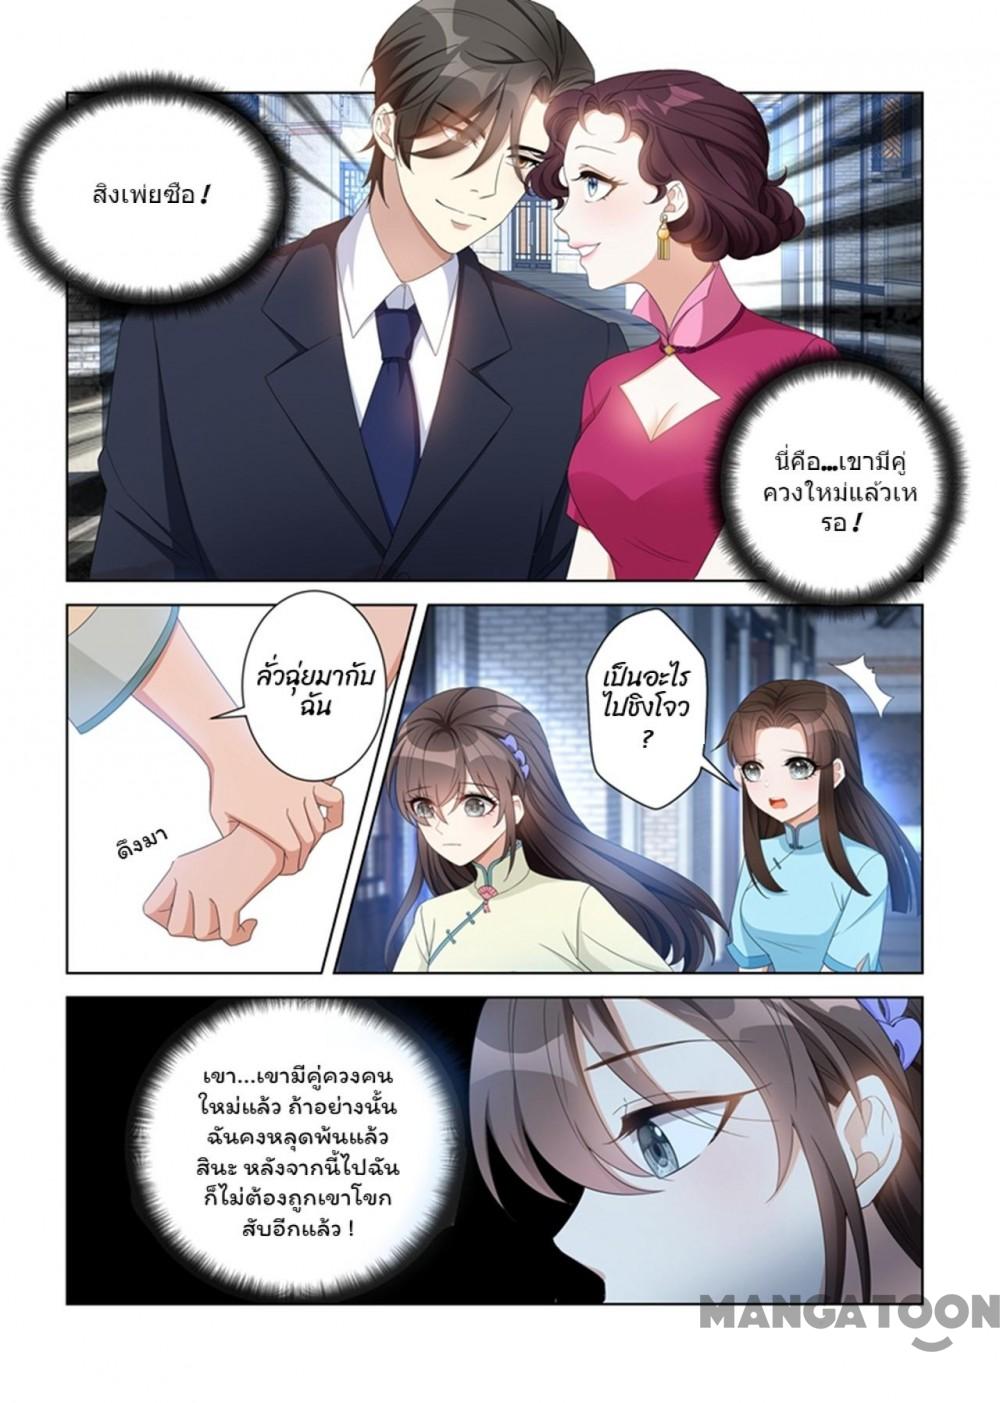 สิงเพ่ยซือ!
นี่คือ...เขามีคู่
ควงใหม่แล้วเห
รอ!
ลั่วฉุ่ยมากับ
ฉัน
ดึงมา
เป็นอะไร
ไปชิงโจว
?
เขา...เขามีคู่ควงคน
ใหม่แล้ว ถ้าอย่างนั้น
ฉันคงหลุดพ้นแล้ว
สินะ หลังจากนี้ไปฉัน
ก็ไม่ต้องถูกเขาโขก
สับอีกแล้ว !
MANGATOON